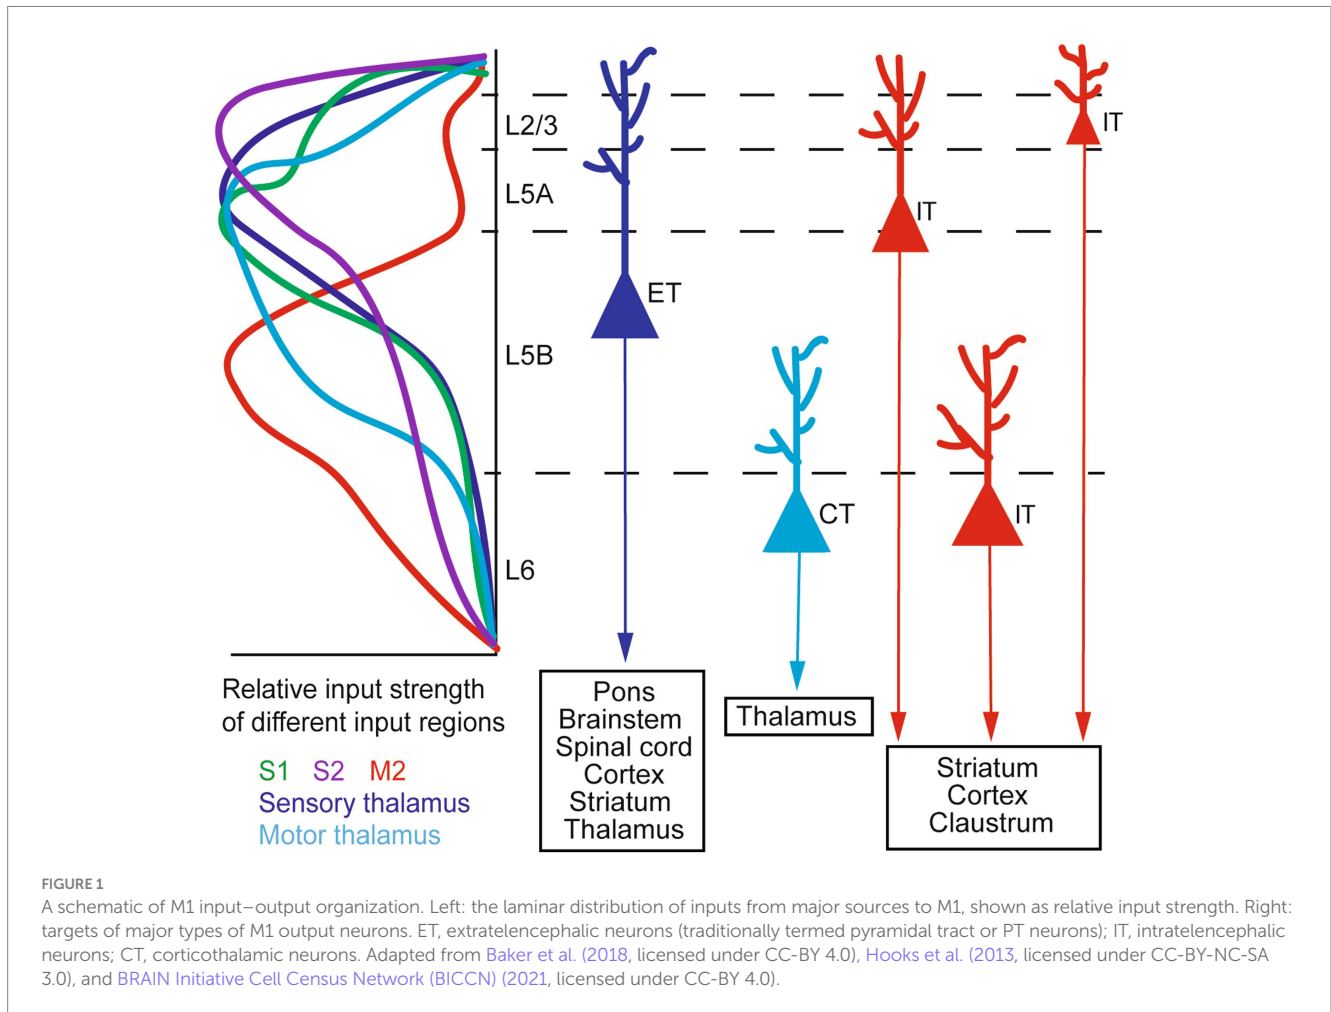 L2/3
L5A
L5B
L6
ET
CT
IT
IT
IT
Relative input strength
of different input regions
S1 S2 M2
Sensory thalamus
Motor thalamus
Pons
Brainstem
Spinal cord
Cortex
Striatum
Thalamus
Thalamus
Striatum
Cortex
Claustrum
FIGURE 1
A schematic of M1 input–output organization. Left: the laminar distribution of inputs from major sources to M1, shown as relative input strength. Right:
targets of major types of M1 output neurons. ET, extratelencephalic neurons (traditionally termed pyramidal tract or PT neurons); IT, intratelencephalic
neurons; CT, corticothalamic neurons. Adapted from Baker et al. (2018, licensed under CC-BY 4.0), Hooks et al. (2013, licensed under CC-BY-NC-SA
3.0), and BRAIN Initiative Cell Census Network (BICCN) (2021, licensed under CC-BY 4.0).